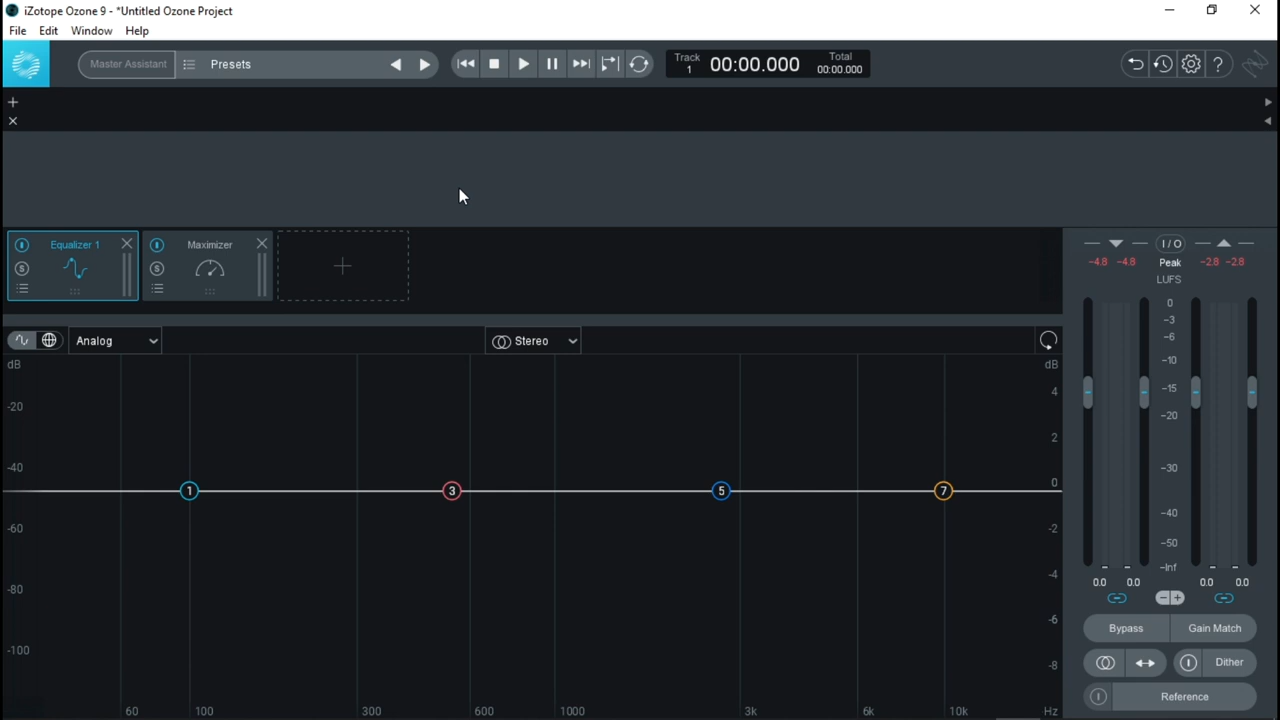 iZotope Ozone 9 - *Untitled Ozone Project
File Edit Window Help
Master Assistant Presets Track 1 00:00.000 Total 00:00.000
Equalizer 1 Maximizer
S S
I / O
-4.8 -4.8 Peak -2.8 -2.8
LUFS
Analog Stereo
dB dB
-20 4
-40 2
-60 0
-80 -2
-100 -4
-6
-8
1 3 5 7
60 100 300 600 1000 3k 6k 10k Hz
0
-3
-6
-10
-15
-20
-30
-40
-50
-Inf
0.0 0.0 0.0 0.0
Bypass Gain Match
Dither
Reference